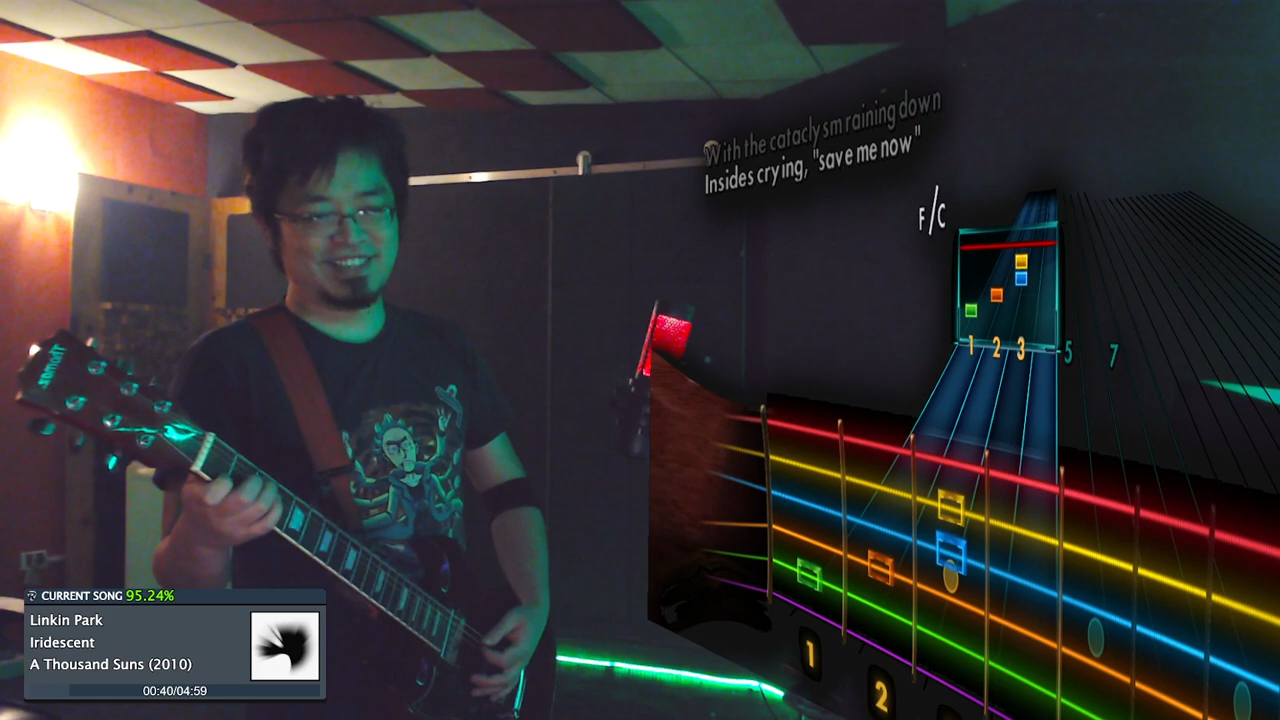 With the cataclysm raining down
Insides crying, "save me now"
F/C
1 2 3 5 7
1
2
Thomas
CURRENT SONG 95.24%
Linkin Park
Iridescent
A Thousand Suns (2010)
00:40/04:59